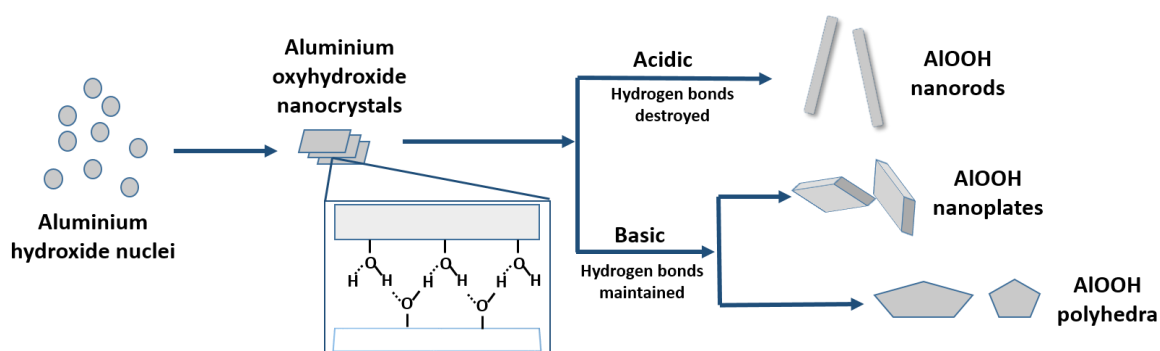 Aluminium
hydroxide nuclei
Aluminium
oxyhydroxide
nanocrystals
H
O
H
H
O
H
H
O
H
O
H
O
H
Acidic
Hydrogen bonds
destroyed
Basic
Hydrogen bonds
maintained
AlOOH
nanorods
AlOOH
nanoplates
AlOOH
polyhedra